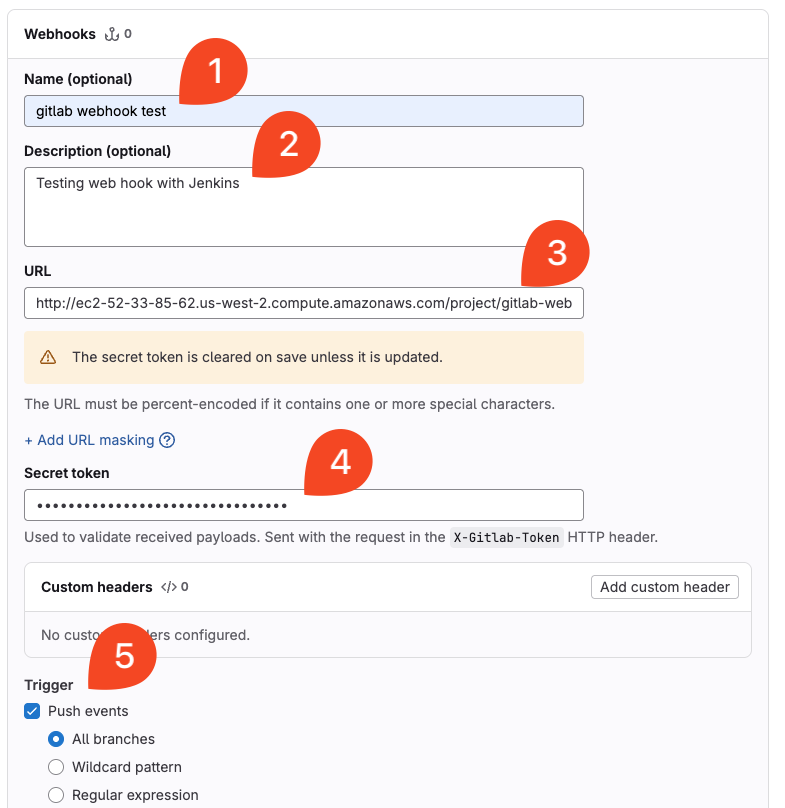 Webhooks 0
Name (optional)
1
gitlab webhook test
Description (optional)
2
Testing web hook with Jenkins
3
URL
http://ec2-52-33-85-62.us-west-2.compute.amazonaws.com/project/gitlab-web
The secret token is cleared on save unless it is updated.
The URL must be percent-encoded if it contains one or more special characters.
+ Add URL masking ?
4
Secret token
••••••••••••••••••••••••••••••••
Used to validate received payloads. Sent with the request in the X-Gitlab-Token HTTP header.
Custom headers </> 0 Add custom header
No configured.
5
Trigger
Push events
All branches
Wildcard pattern
Regular expression